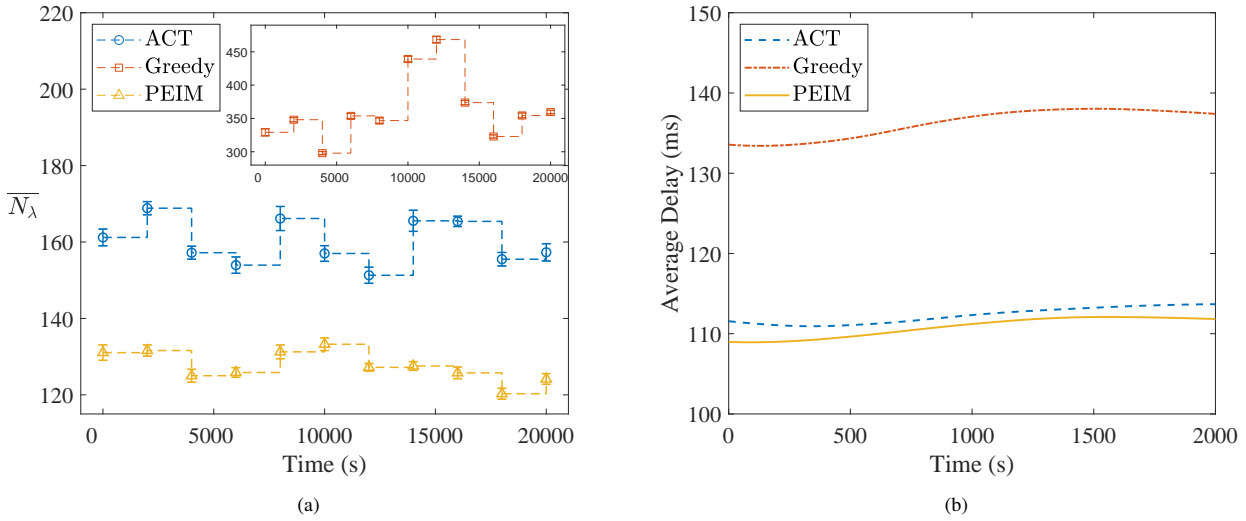 220
200
180
160
140
120
N̅_λ
ACT
Greedy
PEIM
450
400
350
300
0 5000 10000 15000 20000
0 5000 10000 15000 20000
Time (s)
(a)
150
140
130
120
110
100
Average Delay (ms)
ACT
Greedy
PEIM
0 500 1000 1500 2000
Time (s)
(b)